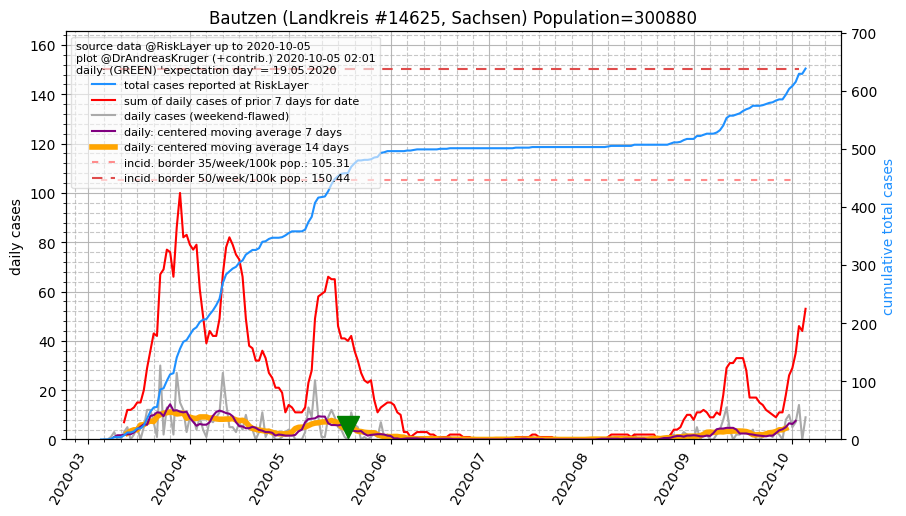 Bautzen (Landkreis #14625, Sachsen) Population=300880
source data @RiskLayer up to 2020-10-05
plot @DrAndreasKruger (+contrib.) 2020-10-05 02:01
daily: (GREEN) 'expectation day' = 19.05.2020
total cases reported at RiskLayer
sum of daily cases of prior 7 days for date
daily cases (weekend-flawed)
daily: centered moving average 7 days
daily: centered moving average 14 days
incid. border 35/week/100k pop.: 105.31
incid. border 50/week/100k pop.: 150.44
daily cases
160
140
120
100
80
60
40
20
0
cumulative total cases
700
600
500
400
300
200
100
0
2020-03
2020-04
2020-05
2020-06
2020-07
2020-08
2020-09
2020-10